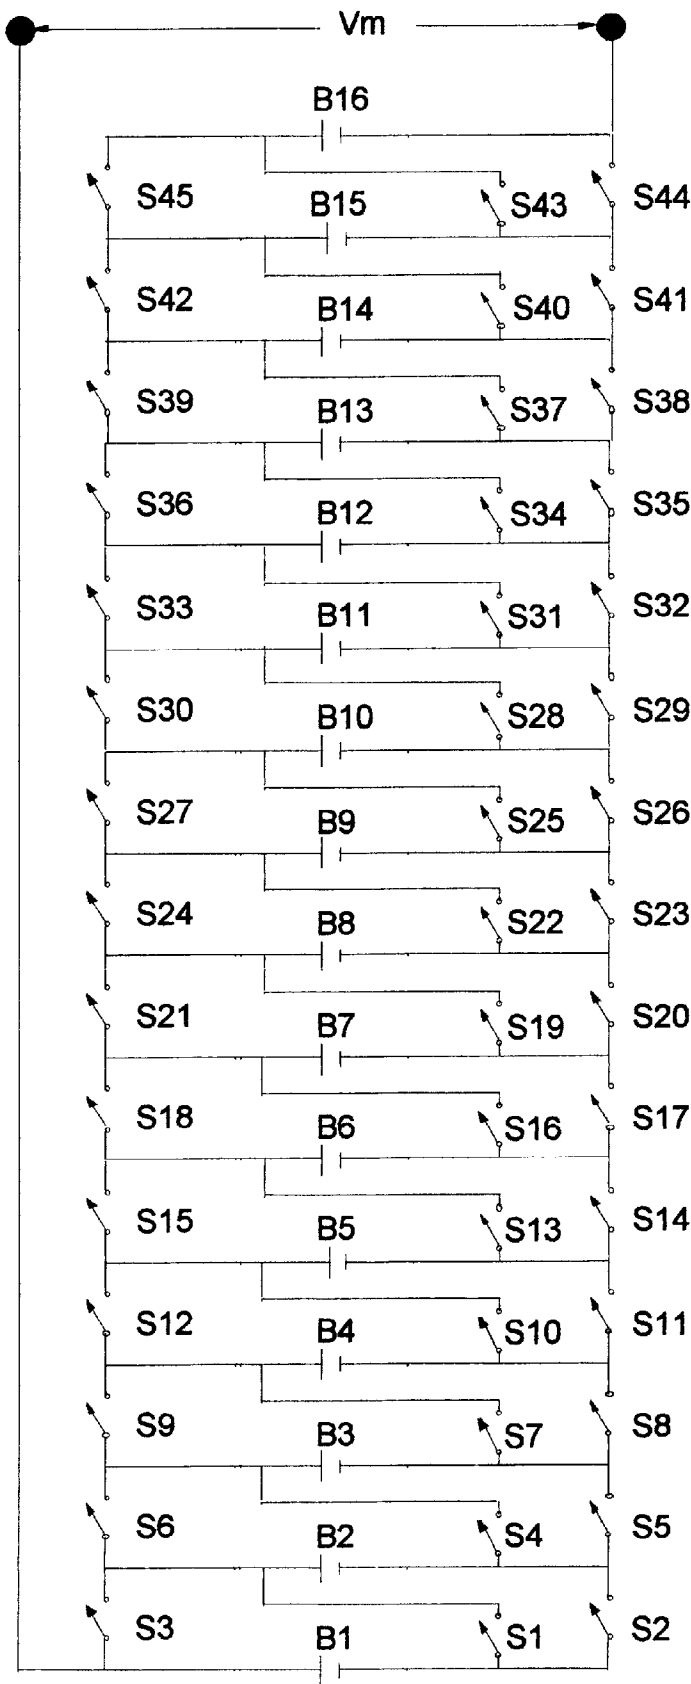 Vm
B16
S45 S43 S44
B15
S42 S40 S41
B14
S39 S37 S38
B13
S36 S34 S35
B12
S33 S31 S32
B11
S30 S28 S29
B10
S27 S25 S26
B9
S24 S22 S23
B8
S21 S19 S20
B7
S18 S16 S17
B6
S15 S13 S14
B5
S12 S10 S11
B4
S9 S7 S8
B3
S6 S4 S5
B2
S3 S1 S2
B1